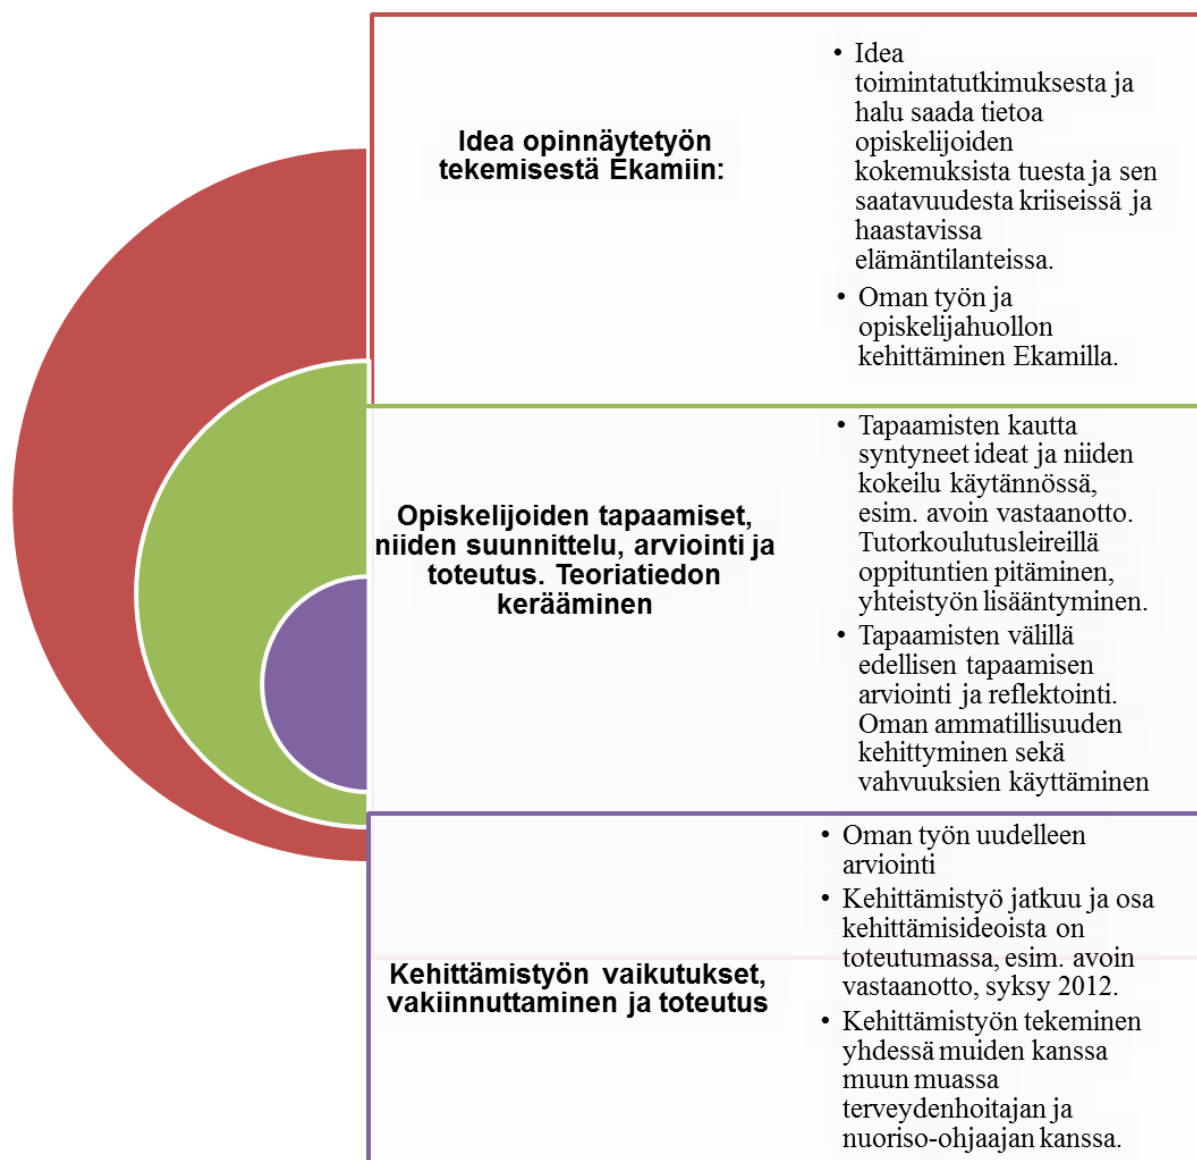 Idea opinnäytetyön
tekemisestä Ekamiin:
• Idea
toimintatutkimuksesta ja
halu saada tietoa
opiskelijoiden
kokemuksista tuesta ja sen
saatavuudesta kriiseissä ja
haastavissa
elämäntilanteissa.
• Oman työn ja
opiskelijahuollon
kehittäminen Ekamilla.
Opiskelijoiden tapaamiset,
niiden suunnittelu, arviointi ja
toteutus. Teoriatiedon
kerääminen
• Tapaamisten kautta
syntyneet ideat ja niiden
kokeilu käytännössä,
esim. avoin vastaanotto.
Tutorkoulutusleireillä
oppituntien pitäminen,
yhteistyön lisääntyminen.
• Tapaamisten välillä
edellisen tapaamisen
arviointi ja reflektointi.
Oman ammatillisuuden
kehittyminen sekä
vahvuuksien käyttäminen
Kehittämistyön vaikutukset,
vakiinnuttaminen ja toteutus
• Oman työn uudelleen
arviointi
• Kehittämistyö jatkuu ja osa
kehittämisideoista on
toteutumassa, esim. avoin
vastaanotto, syksy 2012.
• Kehittämistyön tekeminen
yhdessä muiden kanssa
muun muassa
terveydenhoitajan ja
nuoriso-ohjaajan kanssa.